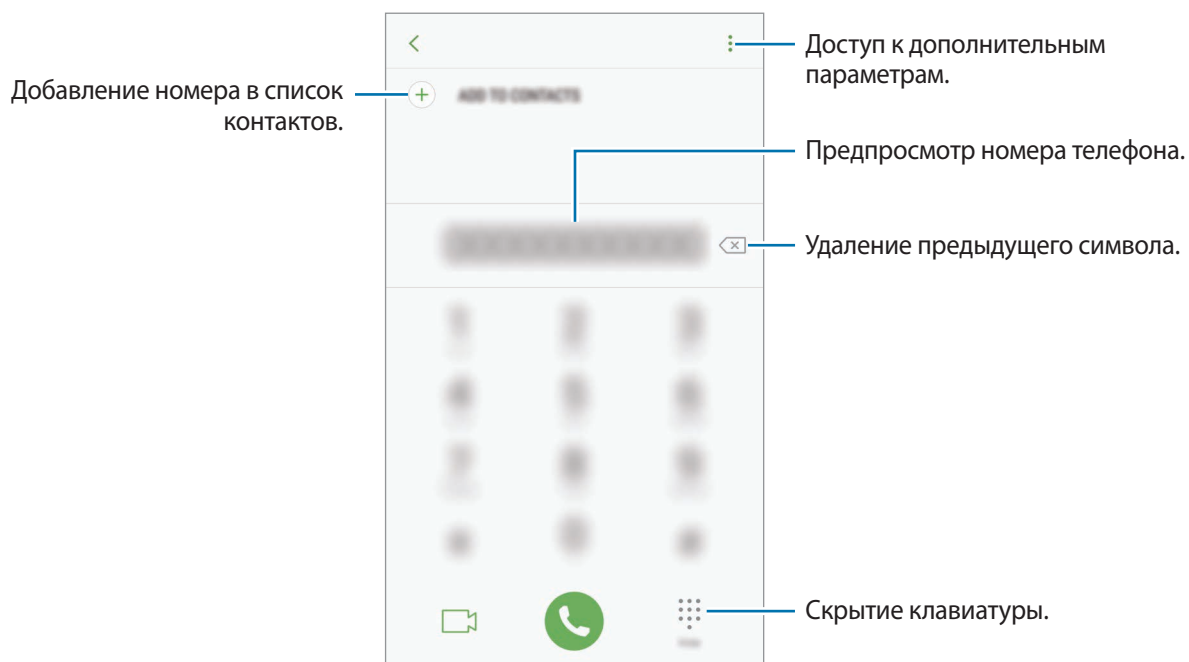 Доступ к дополнительным
параметрам.
Добавление номера в список
контактов.
ADD TO CONTACTS
Предпросмотр номера телефона.
Удаление предыдущего символа.
Скрытие клавиатуры.